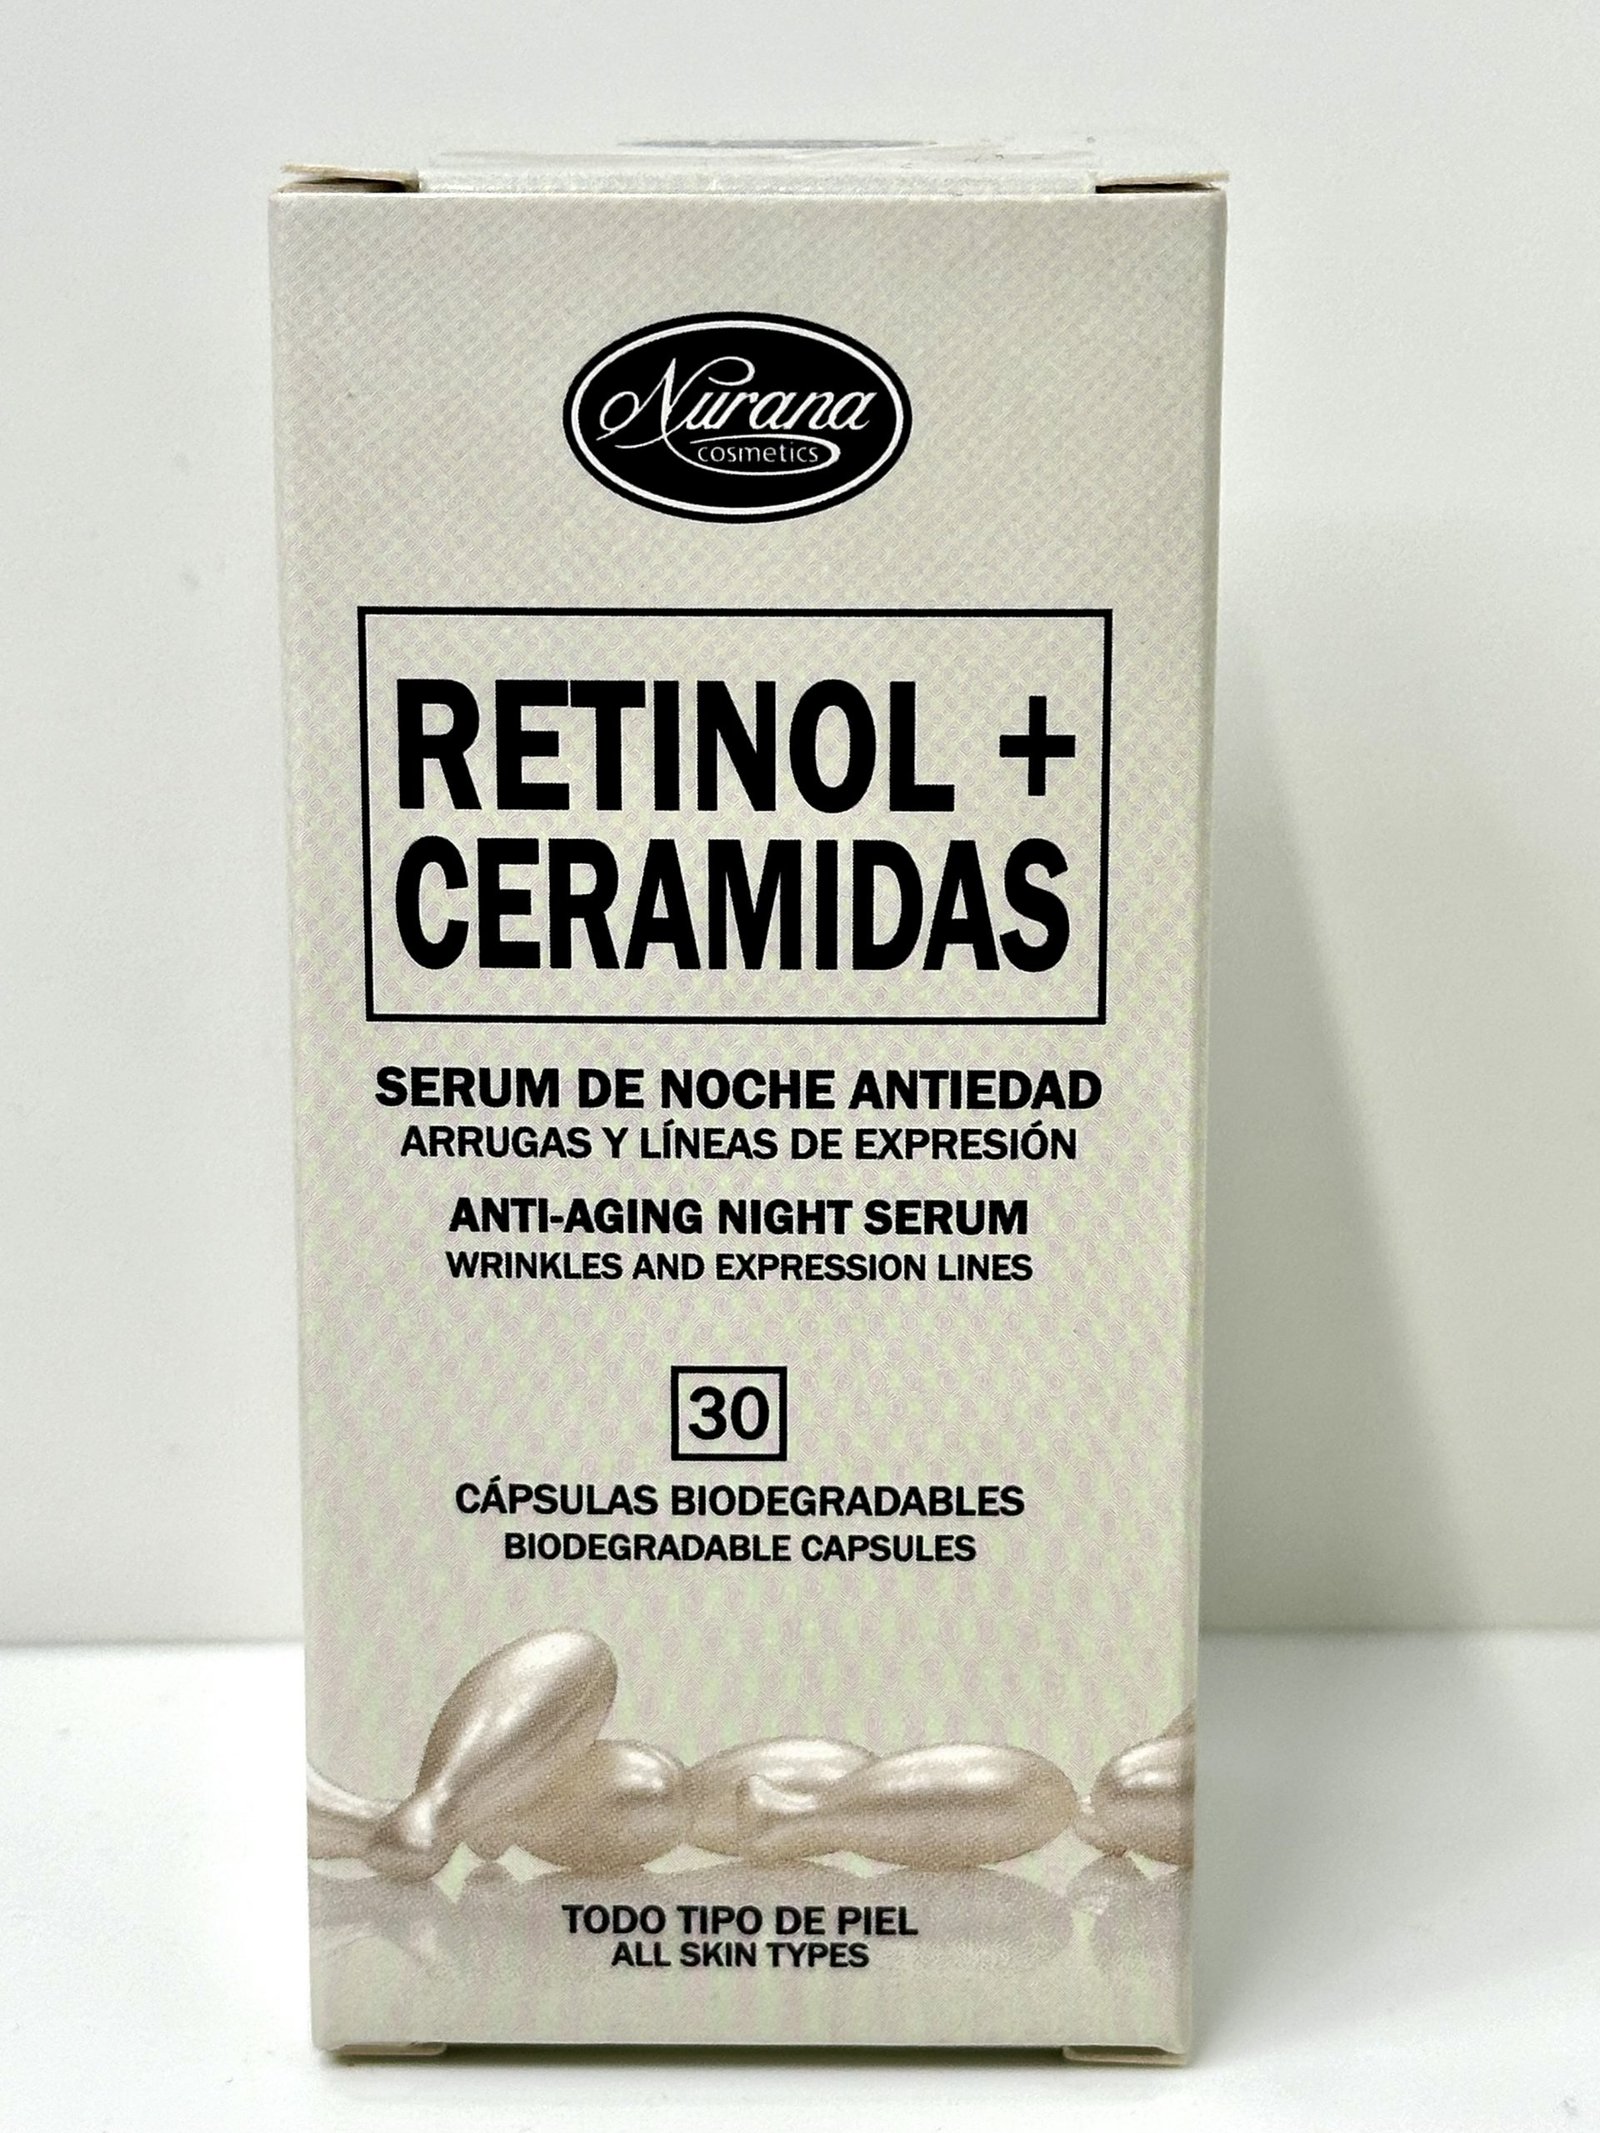 Nurana
cosmetics
RETINOL +
CERAMIDAS
SERUM DE NOCHE ANTIEDAD
ARRUGAS Y LÍNEAS DE EXPRESIÓN
ANTI-AGING NIGHT SERUM
WRINKLES AND EXPRESSION LINES
30
CÁPSULAS BIODEGRADABLES
BIODEGRADABLE CAPSULES
TODO TIPO DE PIEL
ALL SKIN TYPES